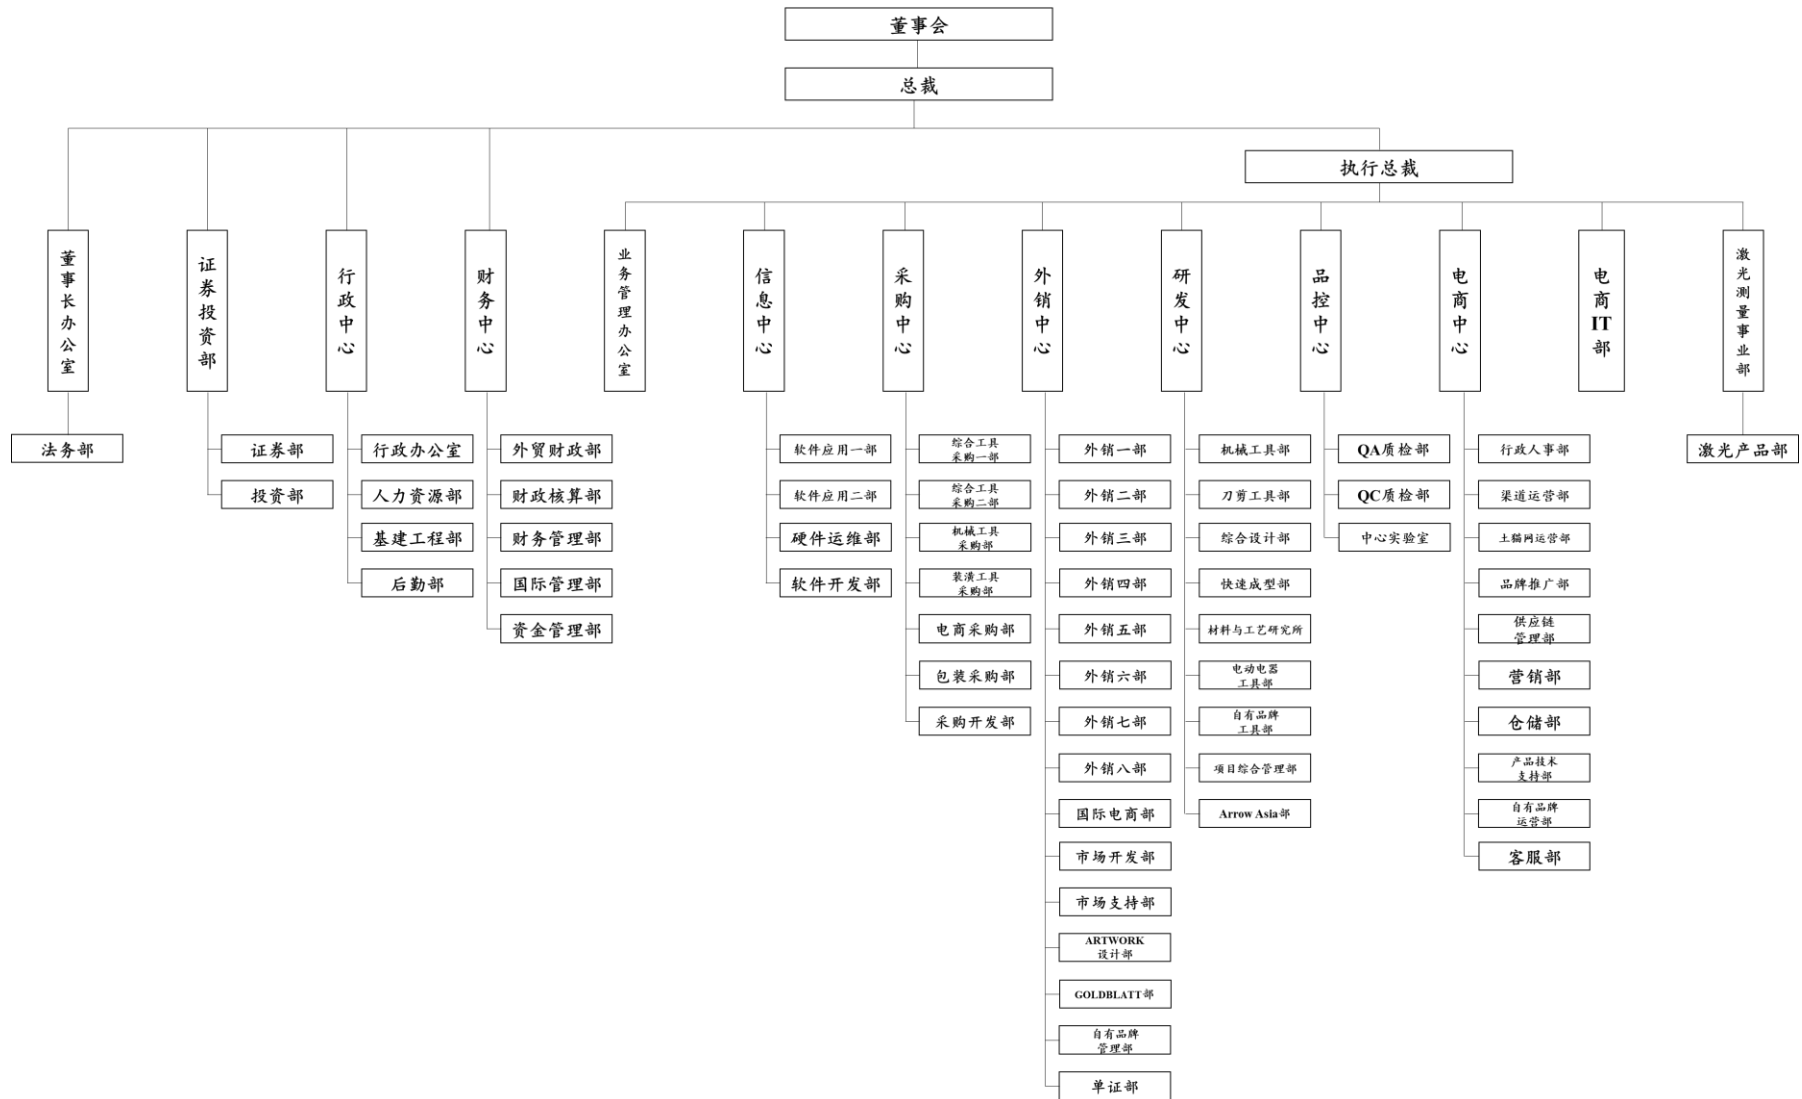 董事会
总裁
执行总裁
董事长办公室
证券投资部
行政中心
财务中心
业务管理办公室
信息中心
采购中心
外销中心
研发中心
品控中心
电商中心
电商IT部
激光测量事业部
法务部
证券部
投资部
行政办公室
人力资源部
基建工程部
后勤部
外贸财政部
财政核算部
财务管理部
国际管理部
资金管理部
软件应用一部
软件应用二部
硬件运维部
软件开发部
综合工具
采购一部
综合工具
采购二部
机械工具
采购部
装潢工具
采购部
电商采购部
包装采购部
采购开发部
外销一部
外销二部
外销三部
外销四部
外销五部
外销六部
外销七部
外销八部
国际电商部
市场开发部
市场支持部
ARTWORK
设计部
GOLDBLATT部
自有品牌
管理部
单证部
机械工具部
刀剪工具部
综合设计部
快速成型部
材料与工艺研究所
电动电器
工具部
自有品牌
工具部
项目综合管理部
Arrow Asia部
QA质检部
QC质检部
中心实验室
行政人事部
渠道运营部
土猫网运营部
品牌推广部
供应链
管理部
营销部
仓储部
产品技术
支持部
自有品牌
运营部
客服部
激光产品部